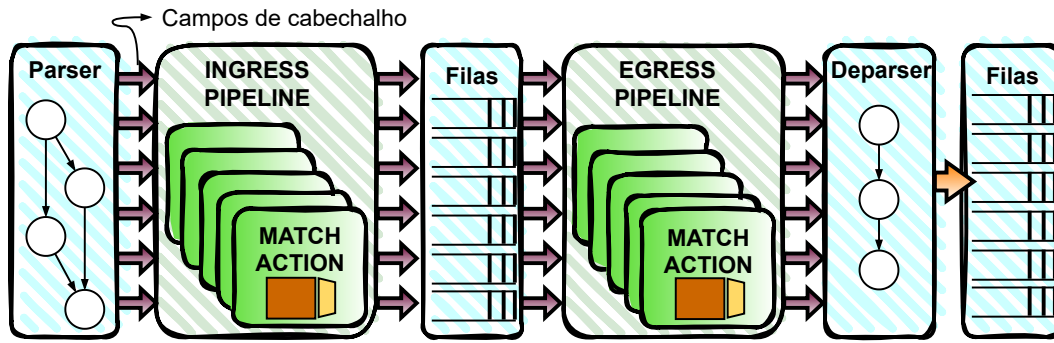 Campos de cabechalho
Parser
INGRESS
PIPELINE
MATCH
ACTION
Filas
EGRESS
PIPELINE
MATCH
ACTION
Deparser
Filas